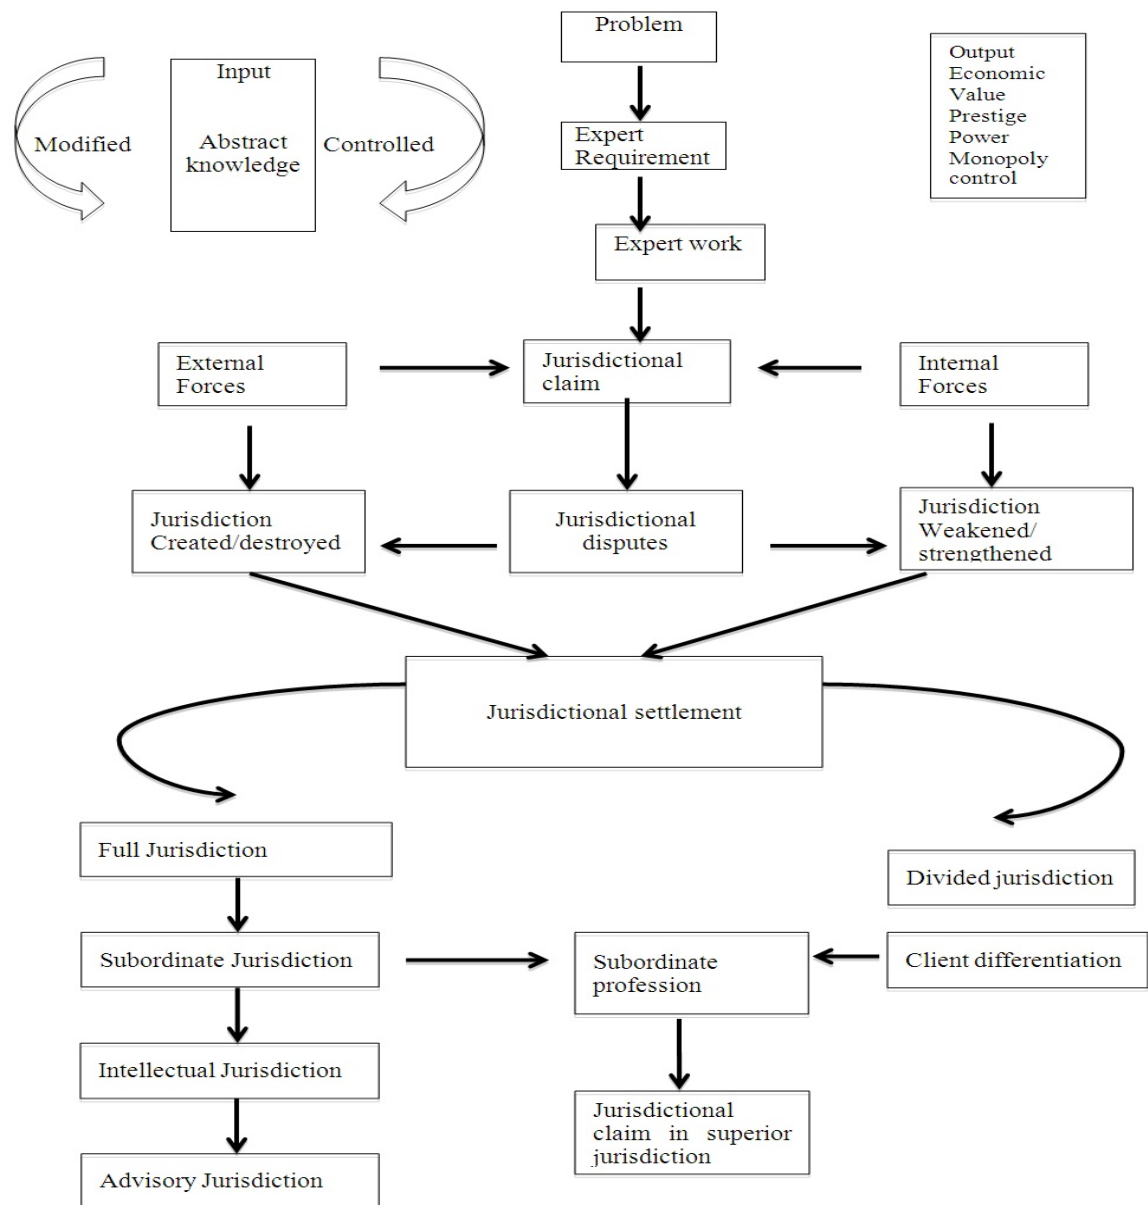 Problem
Input
Modified
Abstract
knowledge
Controlled
Output
Economic
Value
Prestige
Power
Monopoly
control
Expert
Requirement
Expert work
External
Forces
Jurisdictional
claim
Internal
Forces
Jurisdiction
Created/destroyed
Jurisdictional
disputes
Jurisdiction
Weakened/
strengthened
Jurisdictional settlement
Full Jurisdiction
Divided jurisdiction
Subordinate Jurisdiction
Subordinate
profession
Client differentiation
Intellectual Jurisdiction
Jurisdictional
claim in superior
jurisdiction
Advisory Jurisdiction